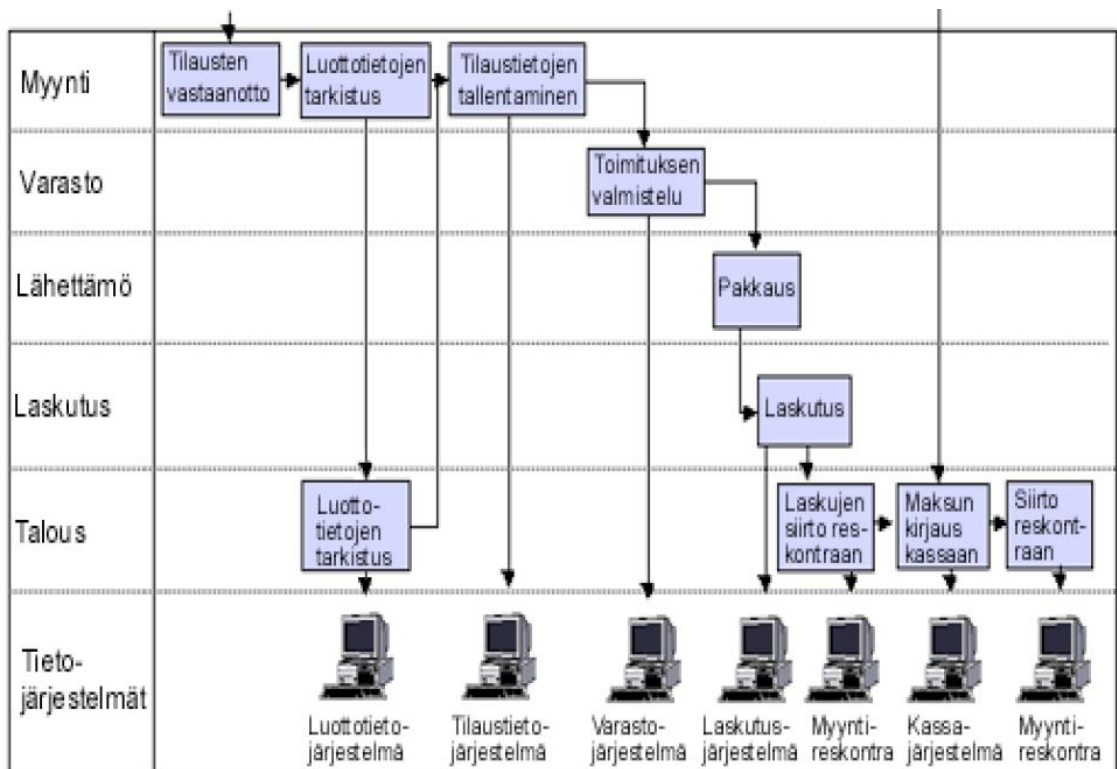 Myynti
Tilausten
vastaanotto
Luottotietojen
tarkistus
Tilaustietojen
tallentaminen
Varasto
Toimituksen
valmistelu
Lähettämö
Pakkaus
Laskutus
Laskutus
Talous
Luotto-
tietojen
tarkistus
Laskujen
siirto res-
kontraan
Maksun
kirjaus
kassaan
Siirto
reskont-
raan
Tieto-
järjestelmät
Luottotieto-
järjestelmä
Tilaustieto-
järjestelmä
Varasto-
järjestelmä
Laskutus-
järjestelmä
Myynti-
reskontra
Kassa-
järjestelmä
Myynti-
reskontra